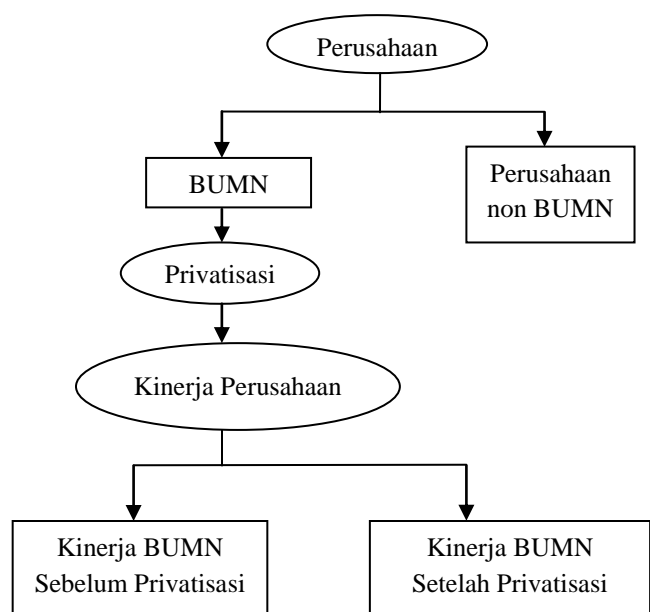 Perusahaan
BUMN
Perusahaan
non BUMN
Privatisasi
Kinerja Perusahaan
Kinerja BUMN
Sebelum Privatisasi
Kinerja BUMN
Setelah Privatisasi